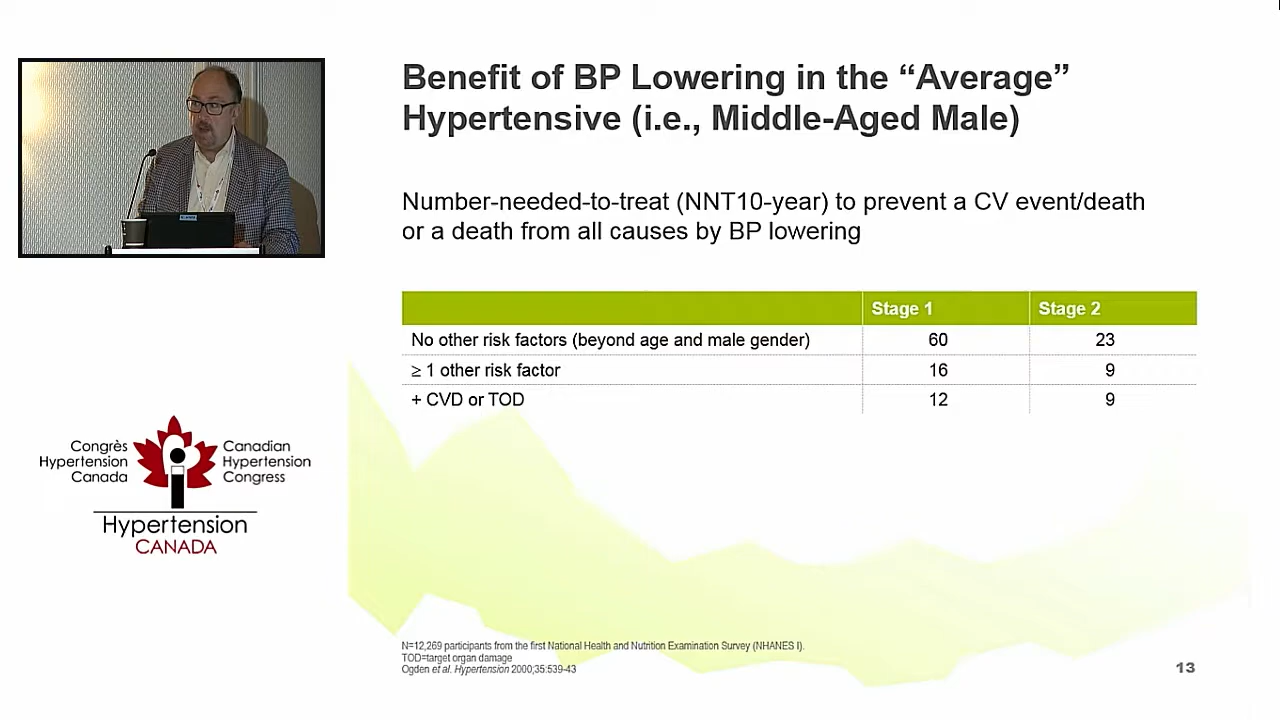 Benefit of BP Lowering in the “Average”
Hypertensive (i.e., Middle-Aged Male)
Number-needed-to-treat (NNT10-year) to prevent a CV event/death
or a death from all causes by BP lowering
Stage 1 Stage 2
No other risk factors (beyond age and male gender) 60 23
≥ 1 other risk factor 16 9
+ CVD or TOD 12 9
Congrès
Hypertension
Canada
Canadian
Hypertension
Congress
Hypertension
CANADA
N=12,269 participants from the first National Health and Nutrition Examination Survey (NHANES I).
TOD=target organ damage
Ogden et al. Hypertension 2000;35:539-43
13